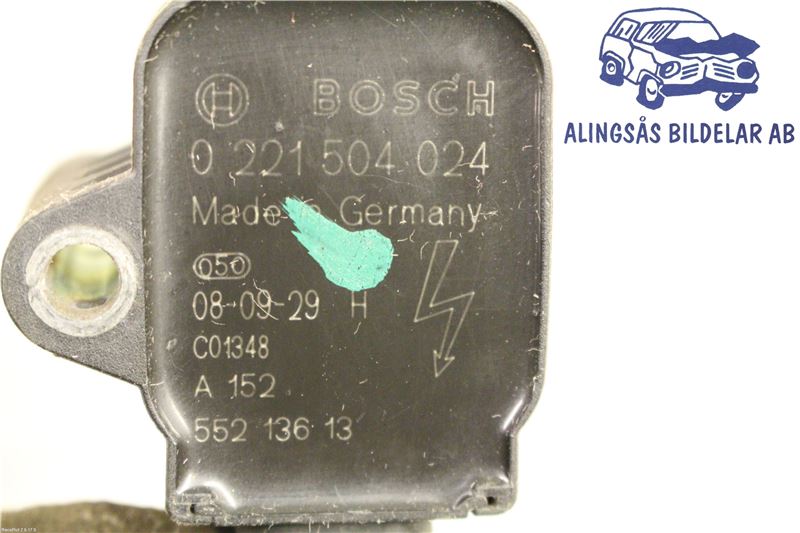 BOSCH
0 221 504 024
Made in Germany
050
08-09-29 H
C01348
A 152
552 136 13
ALINGSÅS BILDELAR AB